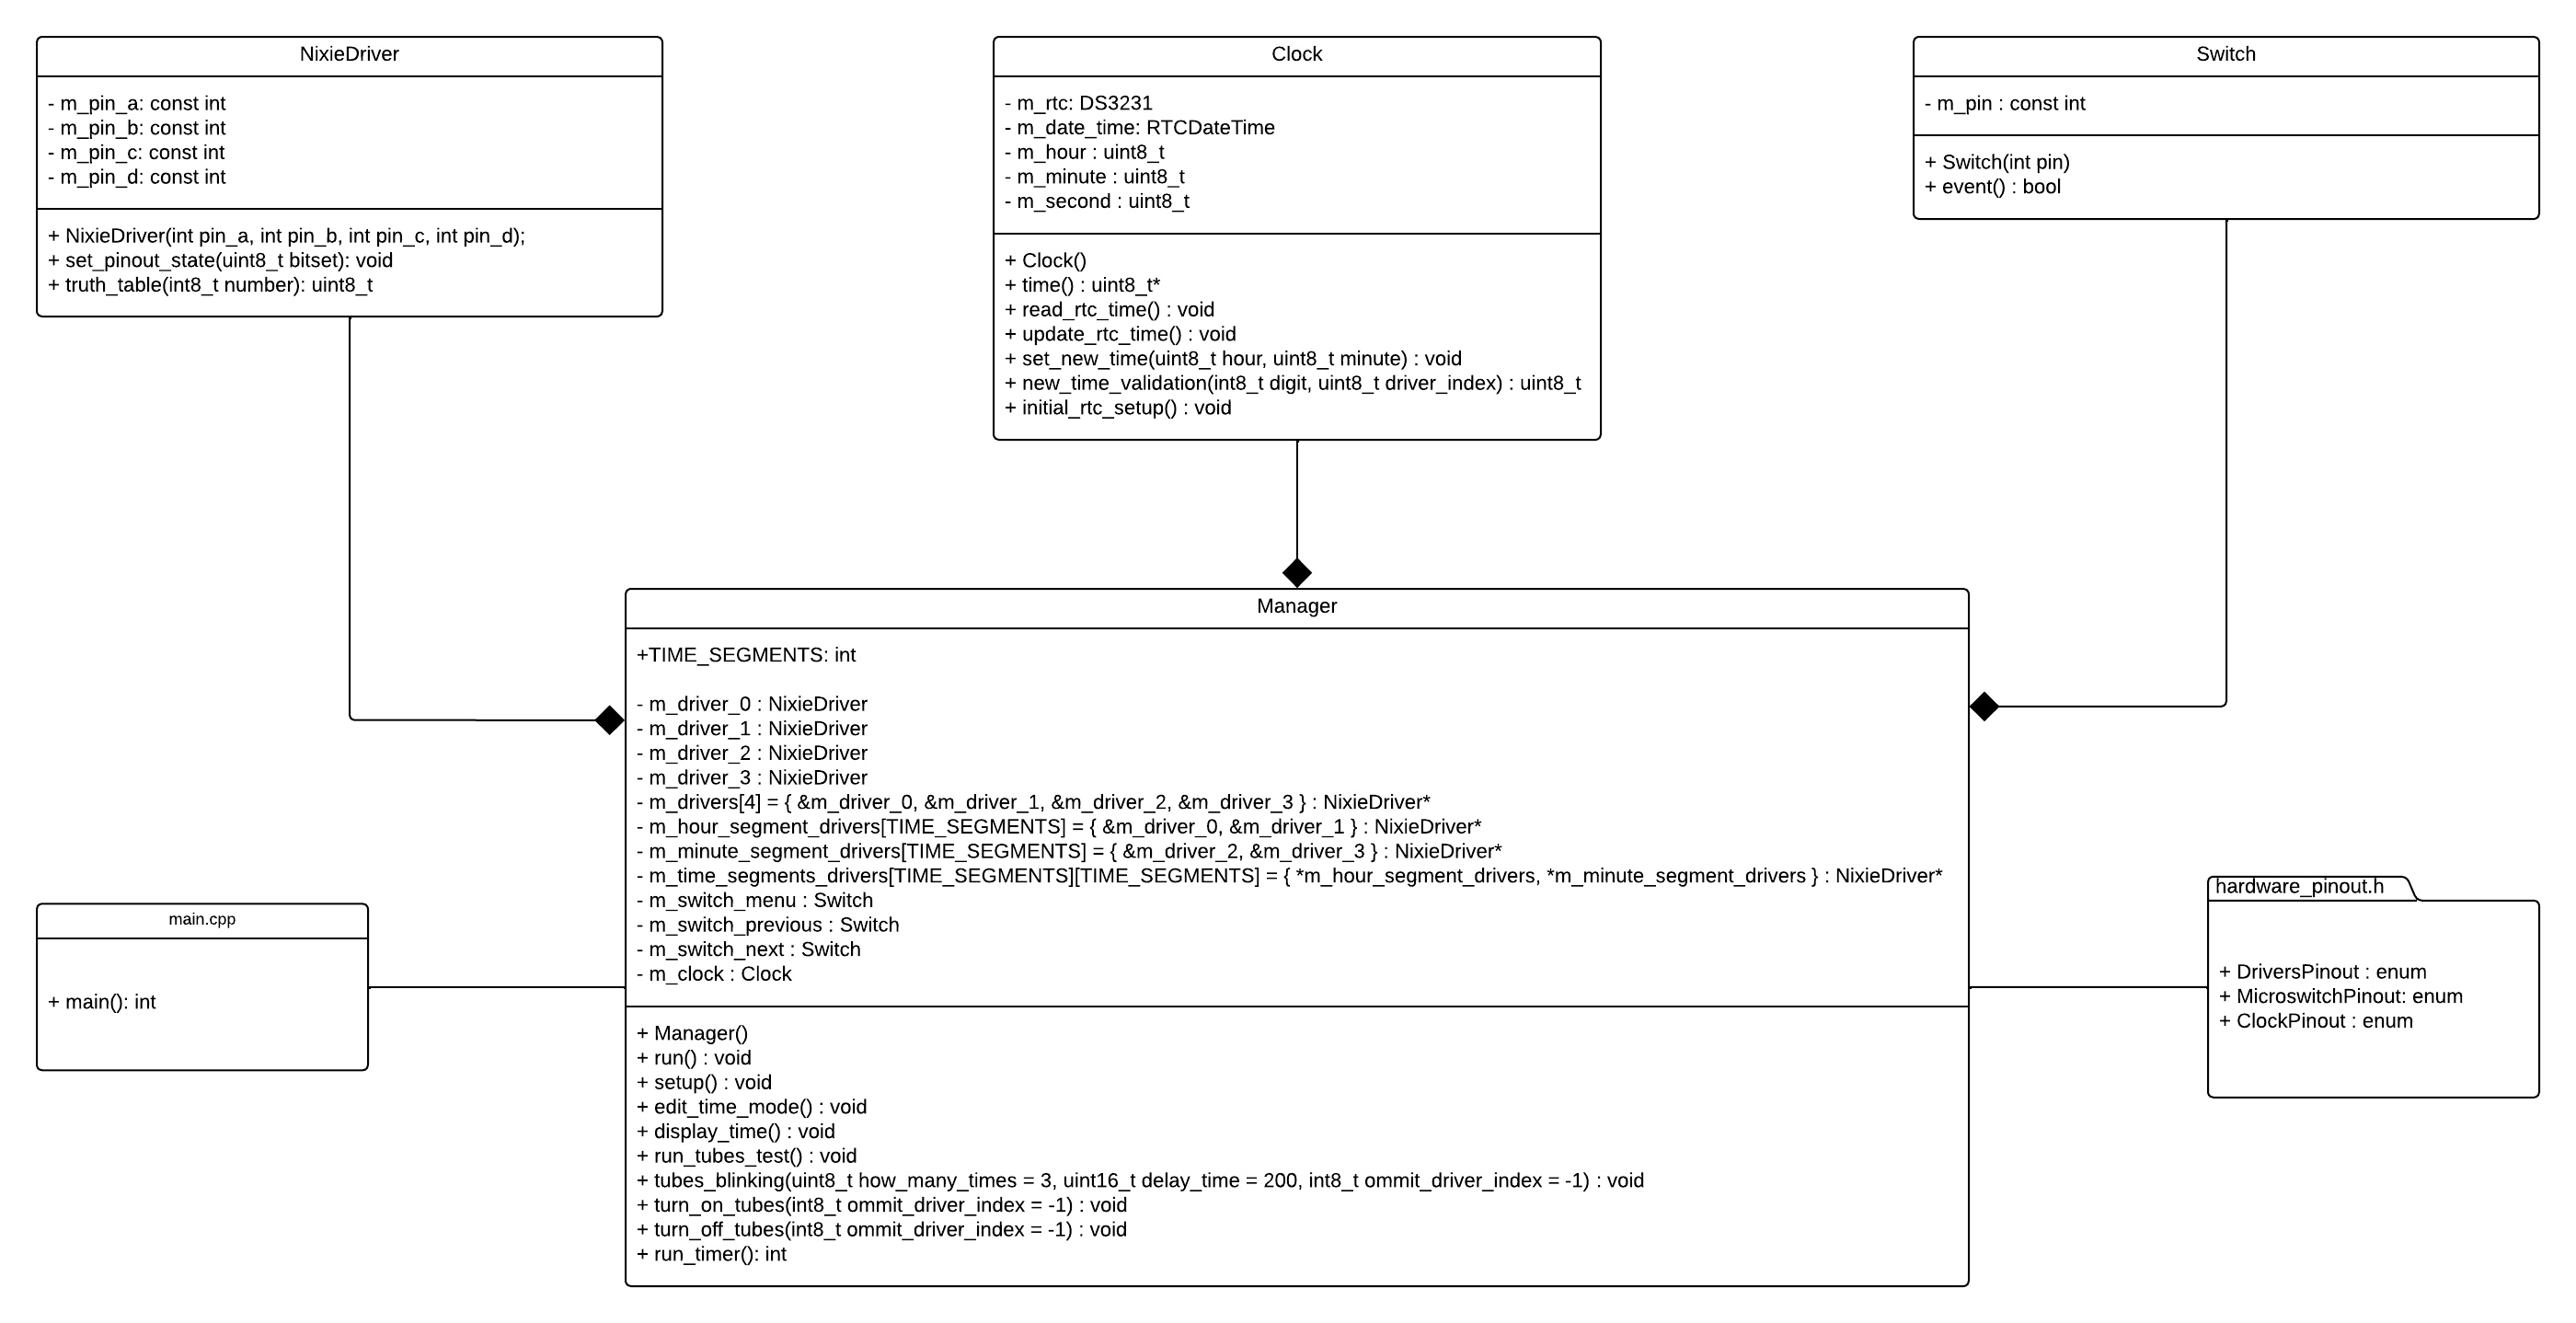 NixieDriver
- m_pin_a: const int
- m_pin_b: const int
- m_pin_c: const int
- m_pin_d: const int
+ NixieDriver(int pin_a, int pin_b, int pin_c, int pin_d);
+ set_pinout_state(uint8_t bitset): void
+ truth_table(int8_t number): uint8_t
Clock
- m_rtc: DS3231
- m_date_time: RTCDateTime
- m_hour : uint8_t
- m_minute : uint8_t
- m_second : uint8_t
+ Clock()
+ time() : uint8_t*
+ read_rtc_time() : void
+ update_rtc_time() : void
+ set_new_time(uint8_t hour, uint8_t minute) : void
+ new_time_validation(int8_t digit, uint8_t driver_index) : uint8_t
+ initial_rtc_setup() : void
Switch
- m_pin : const int
+ Switch(int pin)
+ event() : bool
Manager
+TIME_SEGMENTS: int
- m_driver_0 : NixieDriver
- m_driver_1 : NixieDriver
- m_driver_2 : NixieDriver
- m_driver_3 : NixieDriver
- m_drivers[4] = { &m_driver_0, &m_driver_1, &m_driver_2, &m_driver_3 } : NixieDriver*
- m_hour_segment_drivers[TIME_SEGMENTS] = { &m_driver_0, &m_driver_1 } : NixieDriver*
- m_minute_segment_drivers[TIME_SEGMENTS] = { &m_driver_2, &m_driver_3 } : NixieDriver*
- m_time_segments_drivers[TIME_SEGMENTS][TIME_SEGMENTS] = { *m_hour_segment_drivers, *m_minute_segment_drivers } : NixieDriver*
- m_switch_menu : Switch
- m_switch_previous : Switch
- m_switch_next : Switch
- m_clock : Clock
+ Manager()
+ run() : void
+ setup() : void
+ edit_time_mode() : void
+ display_time() : void
+ run_tubes_test() : void
+ tubes_blinking(uint8_t how_many_times = 3, uint16_t delay_time = 200, int8_t ommit_driver_index = -1) : void
+ turn_on_tubes(int8_t ommit_driver_index = -1) : void
+ turn_off_tubes(int8_t ommit_driver_index = -1) : void
+ run_timer(): int
main.cpp
+ main(): int
hardware_pinout.h
+ DriversPinout : enum
+ MicroswitchPinout: enum
+ ClockPinout : enum